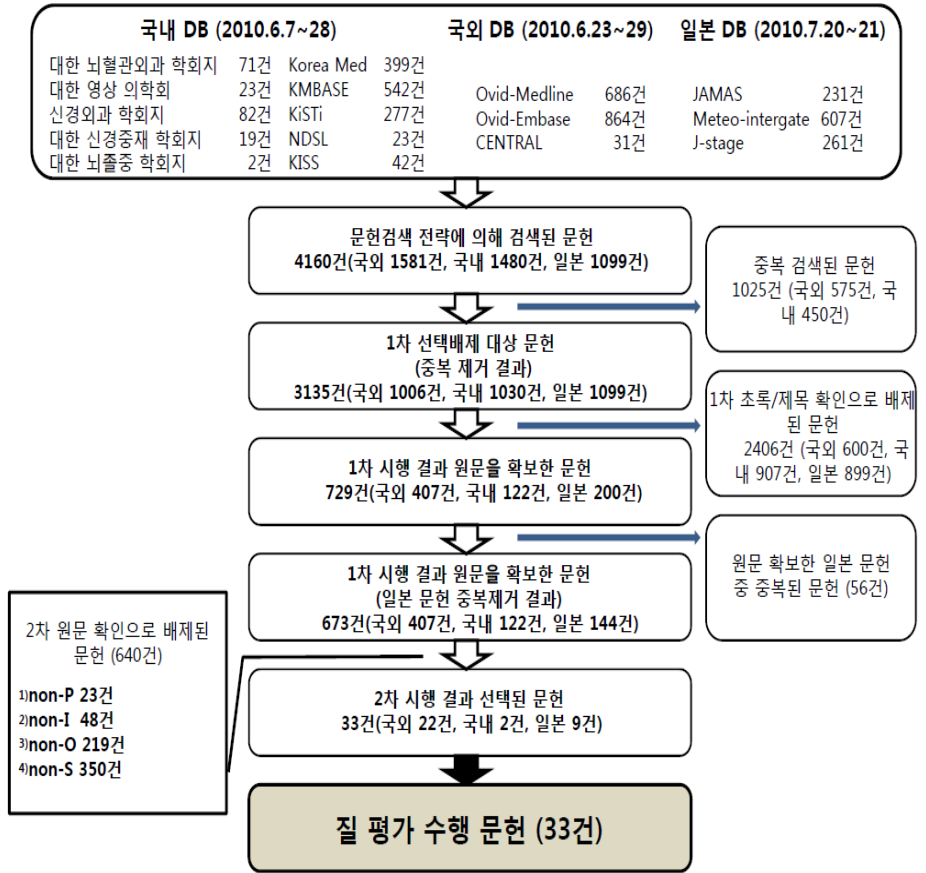 국내 DB (2010.6.7~28) 국외 DB (2010.6.23~29) 일본 DB (2010.7.20~21)
대한 뇌혈관외과 학회지 71건 Korea Med 399건
대한 영상 의학회 23건 KMBASE 542건
신경외과 학회지 82건 KiSTi 277건
대한 신경중재 학회지 19건 NDSL 23건
대한 뇌졸중 학회지 2건 KISS 42건
Ovid-Medline 686건
Ovid-Embase 864건
CENTRAL 31건
JAMAS 231건
Meteo-intergate 607건
J-stage 261건
문헌검색 전략에 의해 검색된 문헌
4160건(국외 1581건, 국내 1480건, 일본 1099건)
중복 검색된 문헌
1025건 (국외 575건, 국
내 450건)
1차 선택배제 대상 문헌
(중복 제거 결과)
3135건(국외 1006건, 국내 1030건, 일본 1099건)
1차 초록/제목 확인으로 배제
된 문헌
2406건 (국외 600건, 국
내 907건, 일본 899건)
1차 시행 결과 원문을 확보한 문헌
729건(국외 407건, 국내 122건, 일본 200건)
원문 확보한 일본 문헌
중 중복된 문헌 (56건)
1차 시행 결과 원문을 확보한 문헌
(일본 문헌 중복제거 결과)
673건(국외 407건, 국내 122건, 일본 144건)
2차 원문 확인으로 배제된
문헌 (640건)
1)non-P 23건
2)non-I 48건
3)non-O 219건
4)non-S 350건
2차 시행 결과 선택된 문헌
33건(국외 22건, 국내 2건, 일본 9건)
질 평가 수행 문헌 (33건)